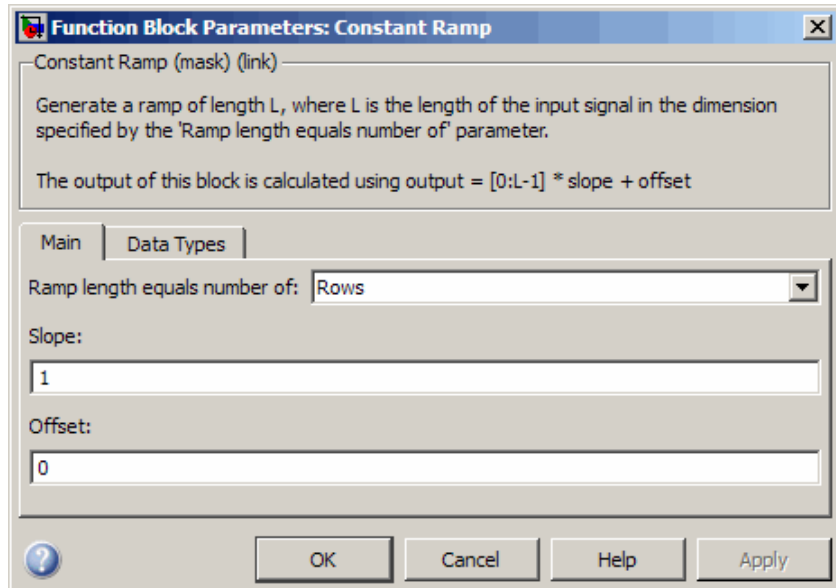 Function Block Parameters: Constant Ramp
Constant Ramp (mask) (link)
Generate a ramp of length L, where L is the length of the input signal in the dimension
specified by the 'Ramp length equals number of' parameter.
The output of this block is calculated using output = [0:L-1] * slope + offset
Main Data Types
Ramp length equals number of: Rows
Slope:
1
Offset:
0
? OK Cancel Help Apply